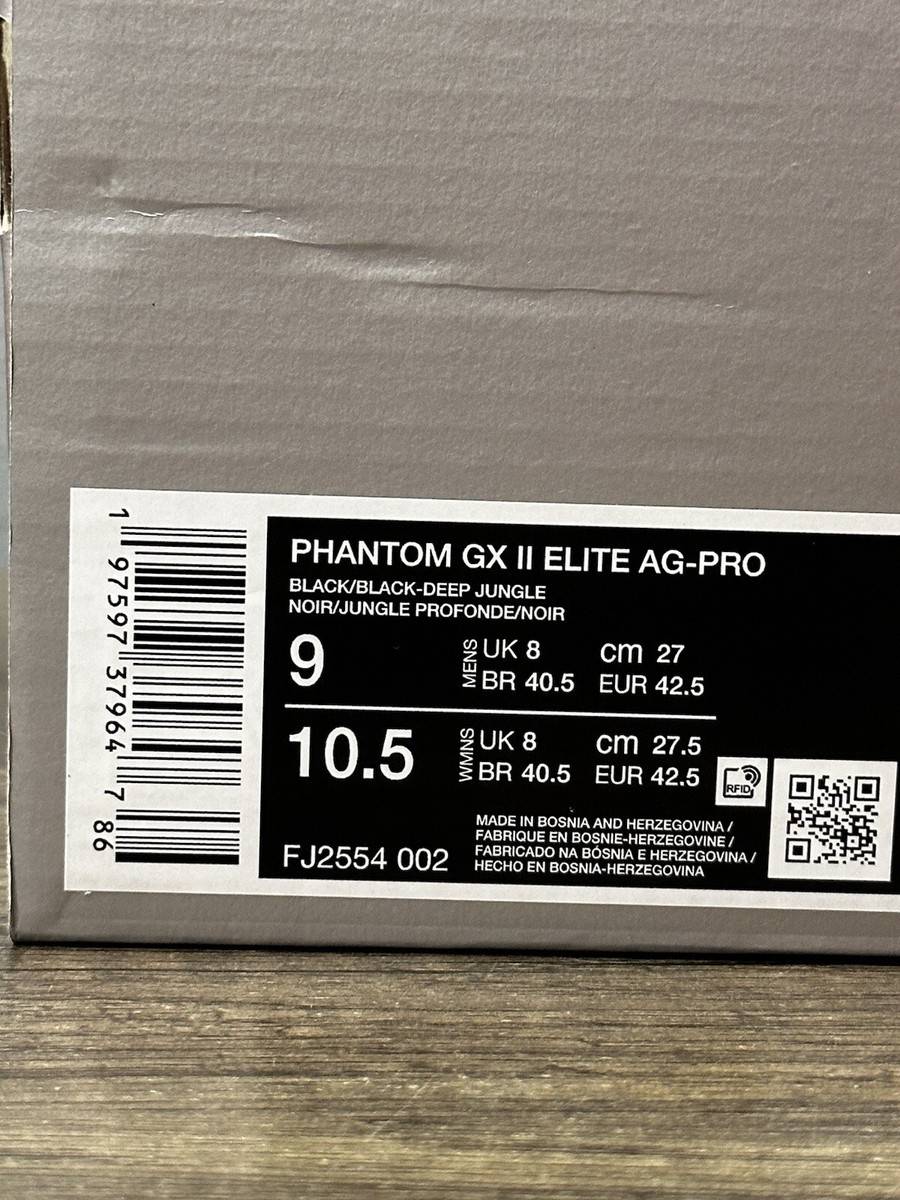 1 97597 37964 7 86
PHANTOM GX II ELITE AG-PRO
BLACK/BLACK-DEEP JUNGLE
NOIR/JUNGLE PROFONDE/NOIR
9 MENS UK 8 cm 27
BR 40.5 EUR 42.5
10.5 WMNS UK 8 cm 27.5
BR 40.5 EUR 42.5
RFID
MADE IN BOSNIA AND HERZEGOVINA /
FABRIQUE EN BOSNIE-HERZEGOVINE /
FABRICADO NA BÓSNIA E HERZEGOVINA /
HECHO EN BOSNIA-HERZEGOVINA
FJ2554 002